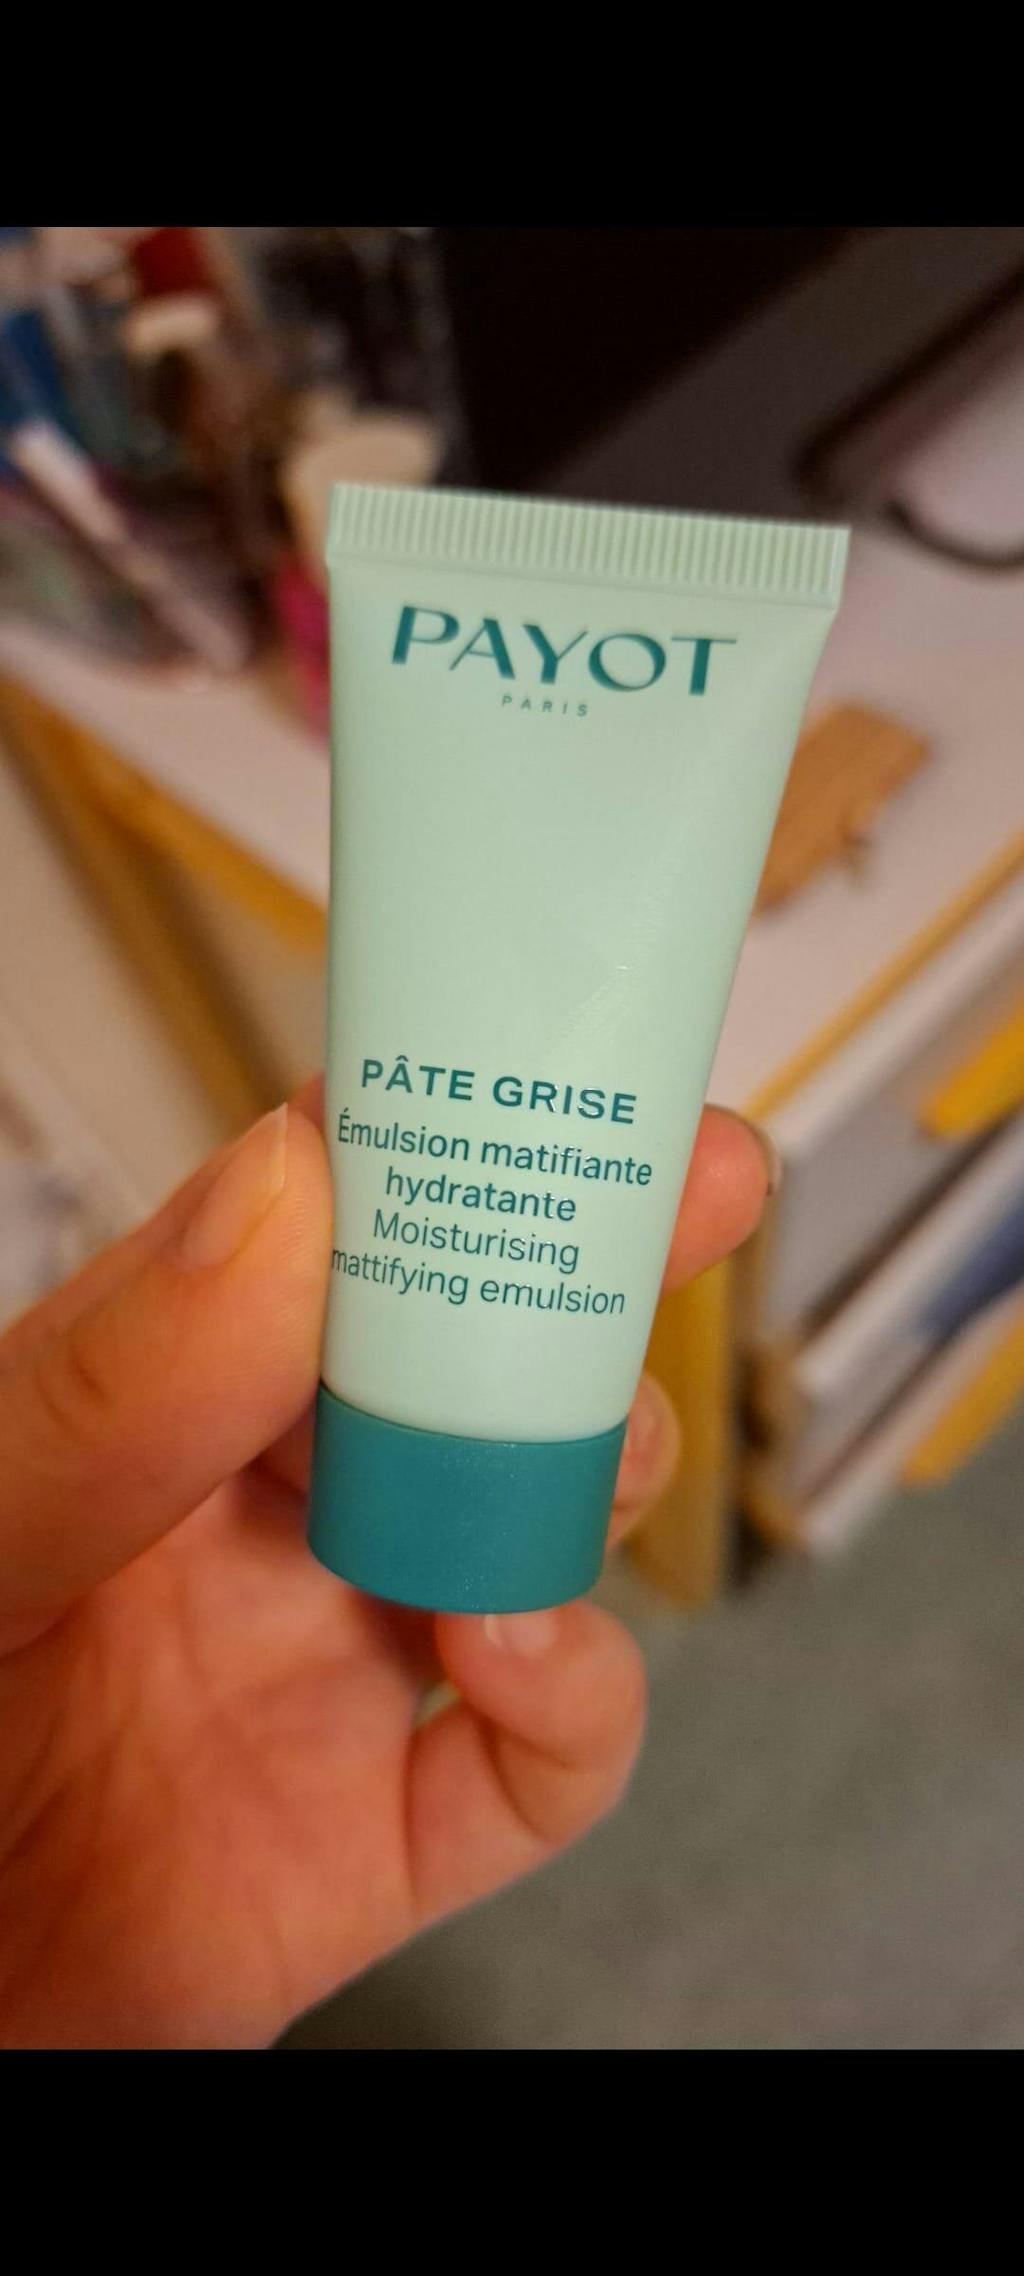 PAYOT
PARIS
PÂTE GRISE
Émulsion matifiante
hydratante
Moisturising
mattifying emulsion